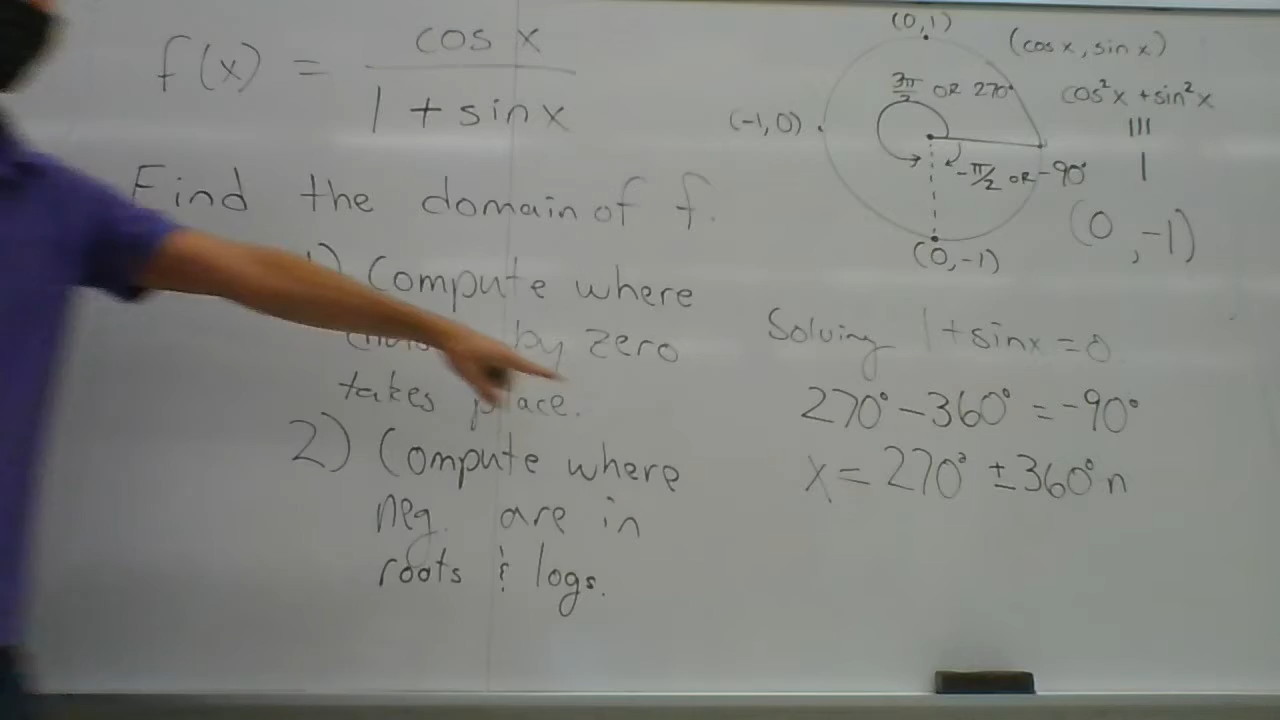 f(x) = cos x / 1 + sin x
Find the domain of f.
1) Compute where
by zero
takes place.
2) Compute where
neg. are in
roots & logs.
(0,1)
(cos x, sin x)
3π/2 OR 270°
cos²x + sin²x
(-1,0)
|||
1
-π/2 OR -90°
(0,-1)
(0,-1)
Solving 1+sinx=0
270° - 360° = -90°
x = 270° ± 360° n